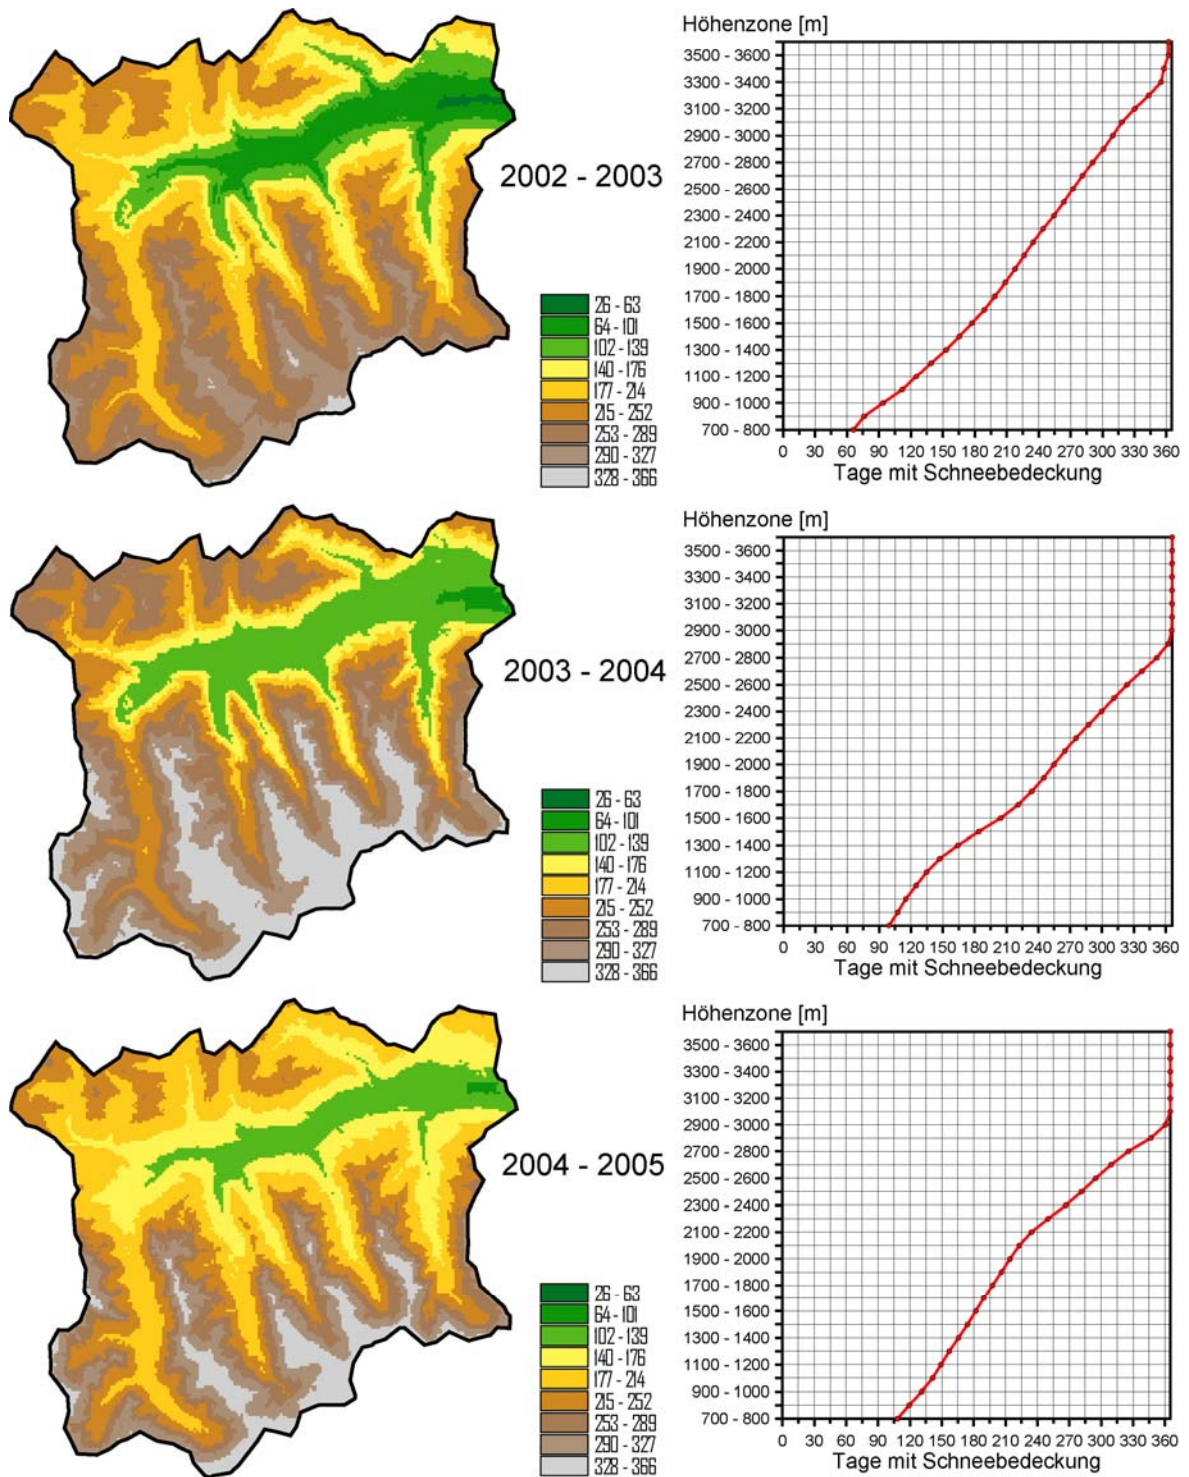 Höhenzone [m]
3500 - 3600
3300 - 3400
3100 - 3200
2900 - 3000
2700 - 2800
2500 - 2600
2300 - 2400
2100 - 2200
1900 - 2000
1700 - 1800
1500 - 1600
1300 - 1400
1100 - 1200
900 - 1000
700 - 800
0 30 60 90 120 150 180 210 240 270 300 330 360
Tage mit Schneebedeckung
2002 - 2003
26 - 63
64 - 101
102 - 139
140 - 176
177 - 214
215 - 252
253 - 289
290 - 327
328 - 366
Höhenzone [m]
3500 - 3600
3300 - 3400
3100 - 3200
2900 - 3000
2700 - 2800
2500 - 2600
2300 - 2400
2100 - 2200
1900 - 2000
1700 - 1800
1500 - 1600
1300 - 1400
1100 - 1200
900 - 1000
700 - 800
0 30 60 90 120 150 180 210 240 270 300 330 360
Tage mit Schneebedeckung
2003 - 2004
26 - 63
64 - 101
102 - 139
140 - 176
177 - 214
215 - 252
253 - 289
290 - 327
328 - 366
Höhenzone [m]
3500 - 3600
3300 - 3400
3100 - 3200
2900 - 3000
2700 - 2800
2500 - 2600
2300 - 2400
2100 - 2200
1900 - 2000
1700 - 1800
1500 - 1600
1300 - 1400
1100 - 1200
900 - 1000
700 - 800
0 30 60 90 120 150 180 210 240 270 300 330 360
Tage mit Schneebedeckung
2004 - 2005
26 - 63
64 - 101
102 - 139
140 - 176
177 - 214
215 - 252
253 - 289
290 - 327
328 - 366